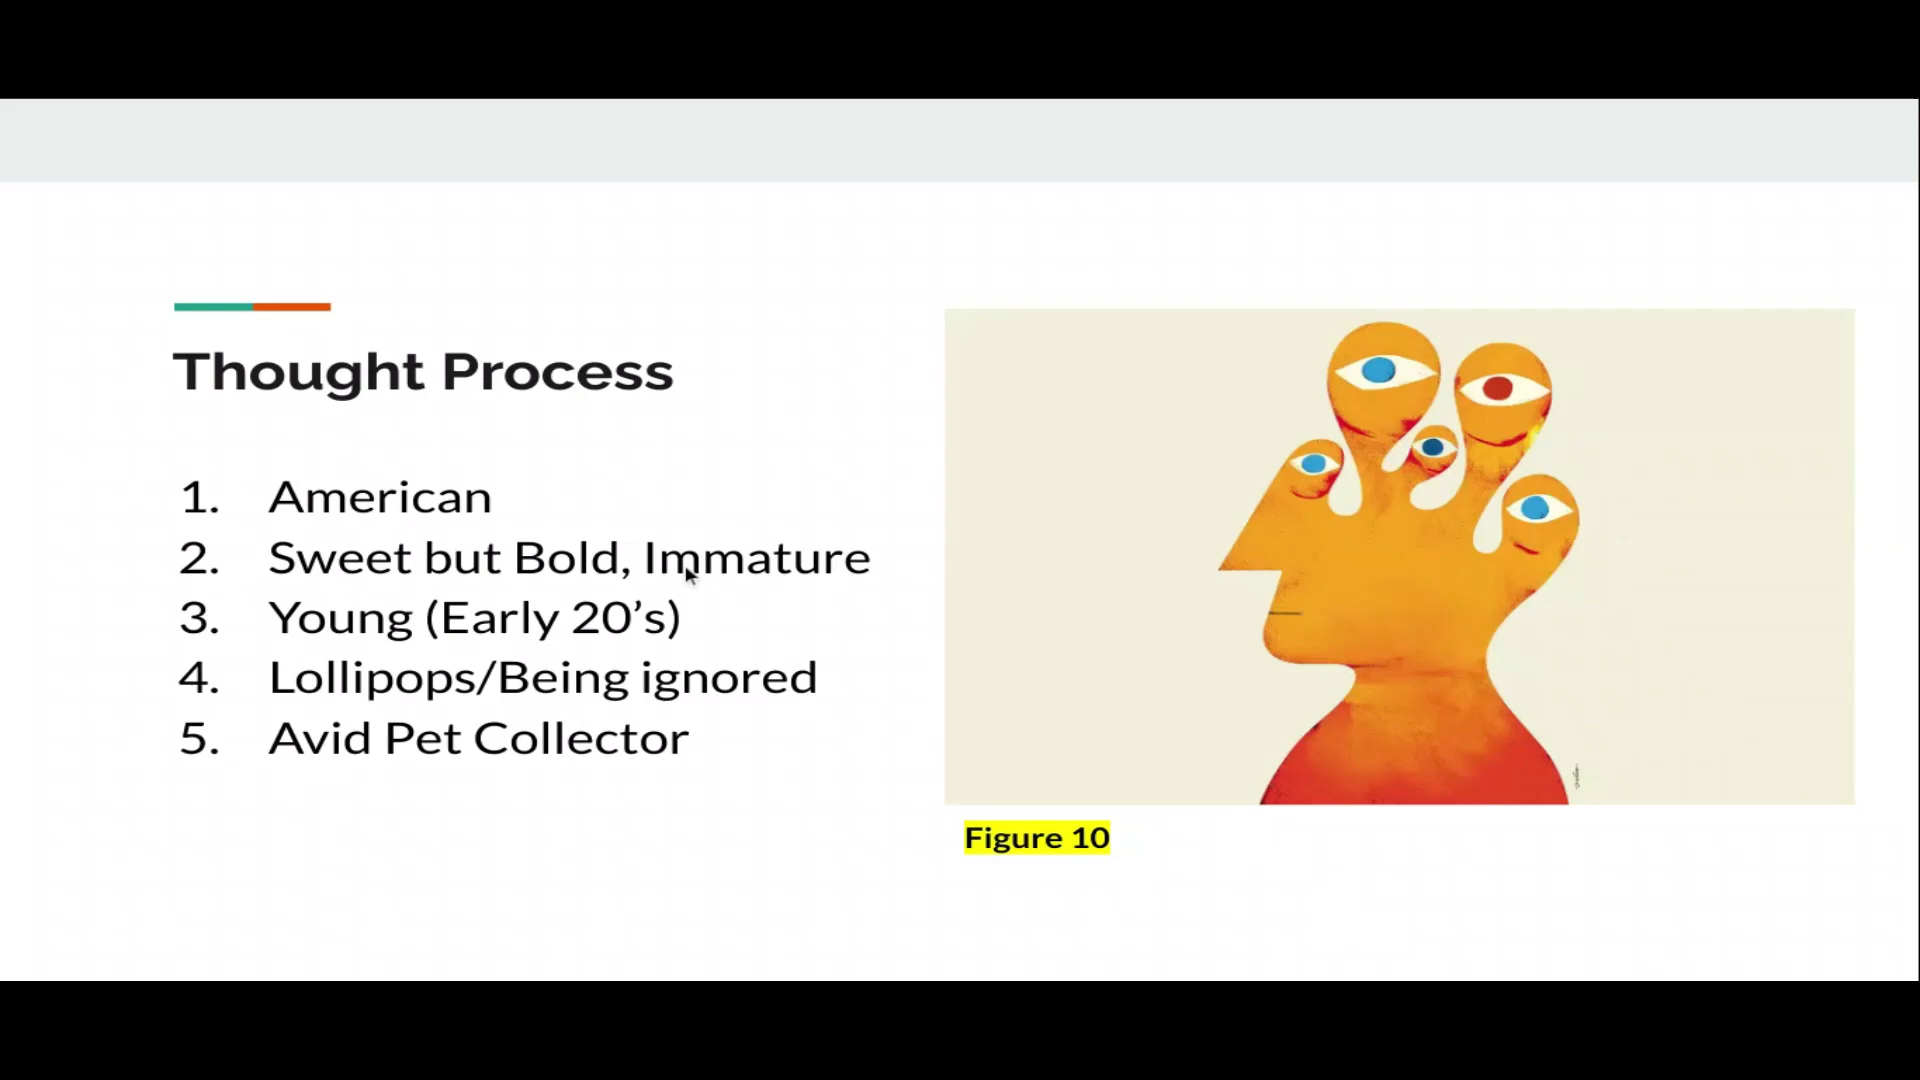 Thought Process
1. American
2. Sweet but Bold, Immature
3. Young (Early 20’s)
4. Lollipops/Being ignored
5. Avid Pet Collector
Figure 10